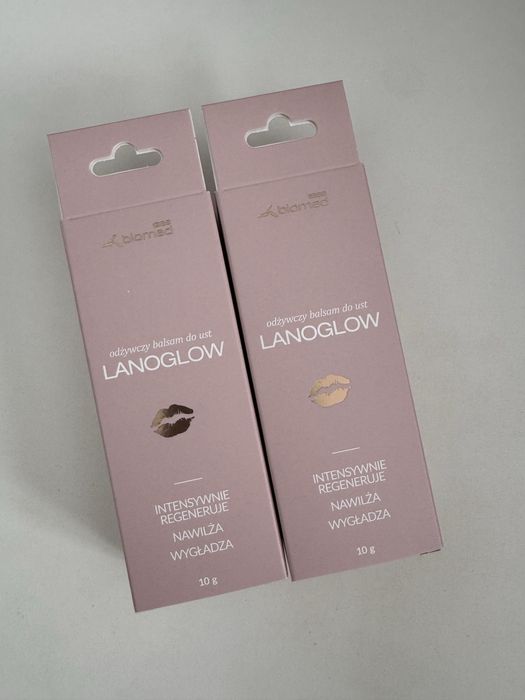 biomed
odżywczy balsam do ust
LANOGLOW
INTENSYWNIE
REGENERUJE
NAWILŻA
WYGŁADZA
10 g
biomed
odżywczy balsam do ust
LANOGLOW
INTENSYWNIE
REGENERUJE
NAWILŻA
WYGŁADZA
10 g